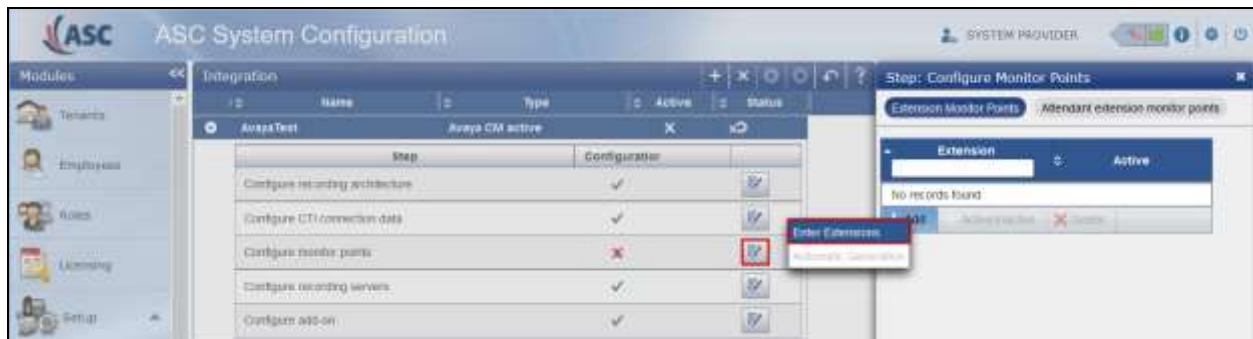 ASC
ASC System Configuration
SYSTEM PROVIDER
Modules
Integration
Step: Configure Monitor Points
Tenants
Employees
Roles
Licensing
Setup
Name
Type
Active
Status
AvayaTest
Avaya CM active
Step
Configuration
Configure recording architecture
Configure CTI connection data
Configure monitor points
Configure recording servers
Configure add-on
Enter Extensions
Automatic Generation
Extension Monitor Points
Attendant extension monitor points
Extension
Active
No records found
Add
Active/Inactive
Delete